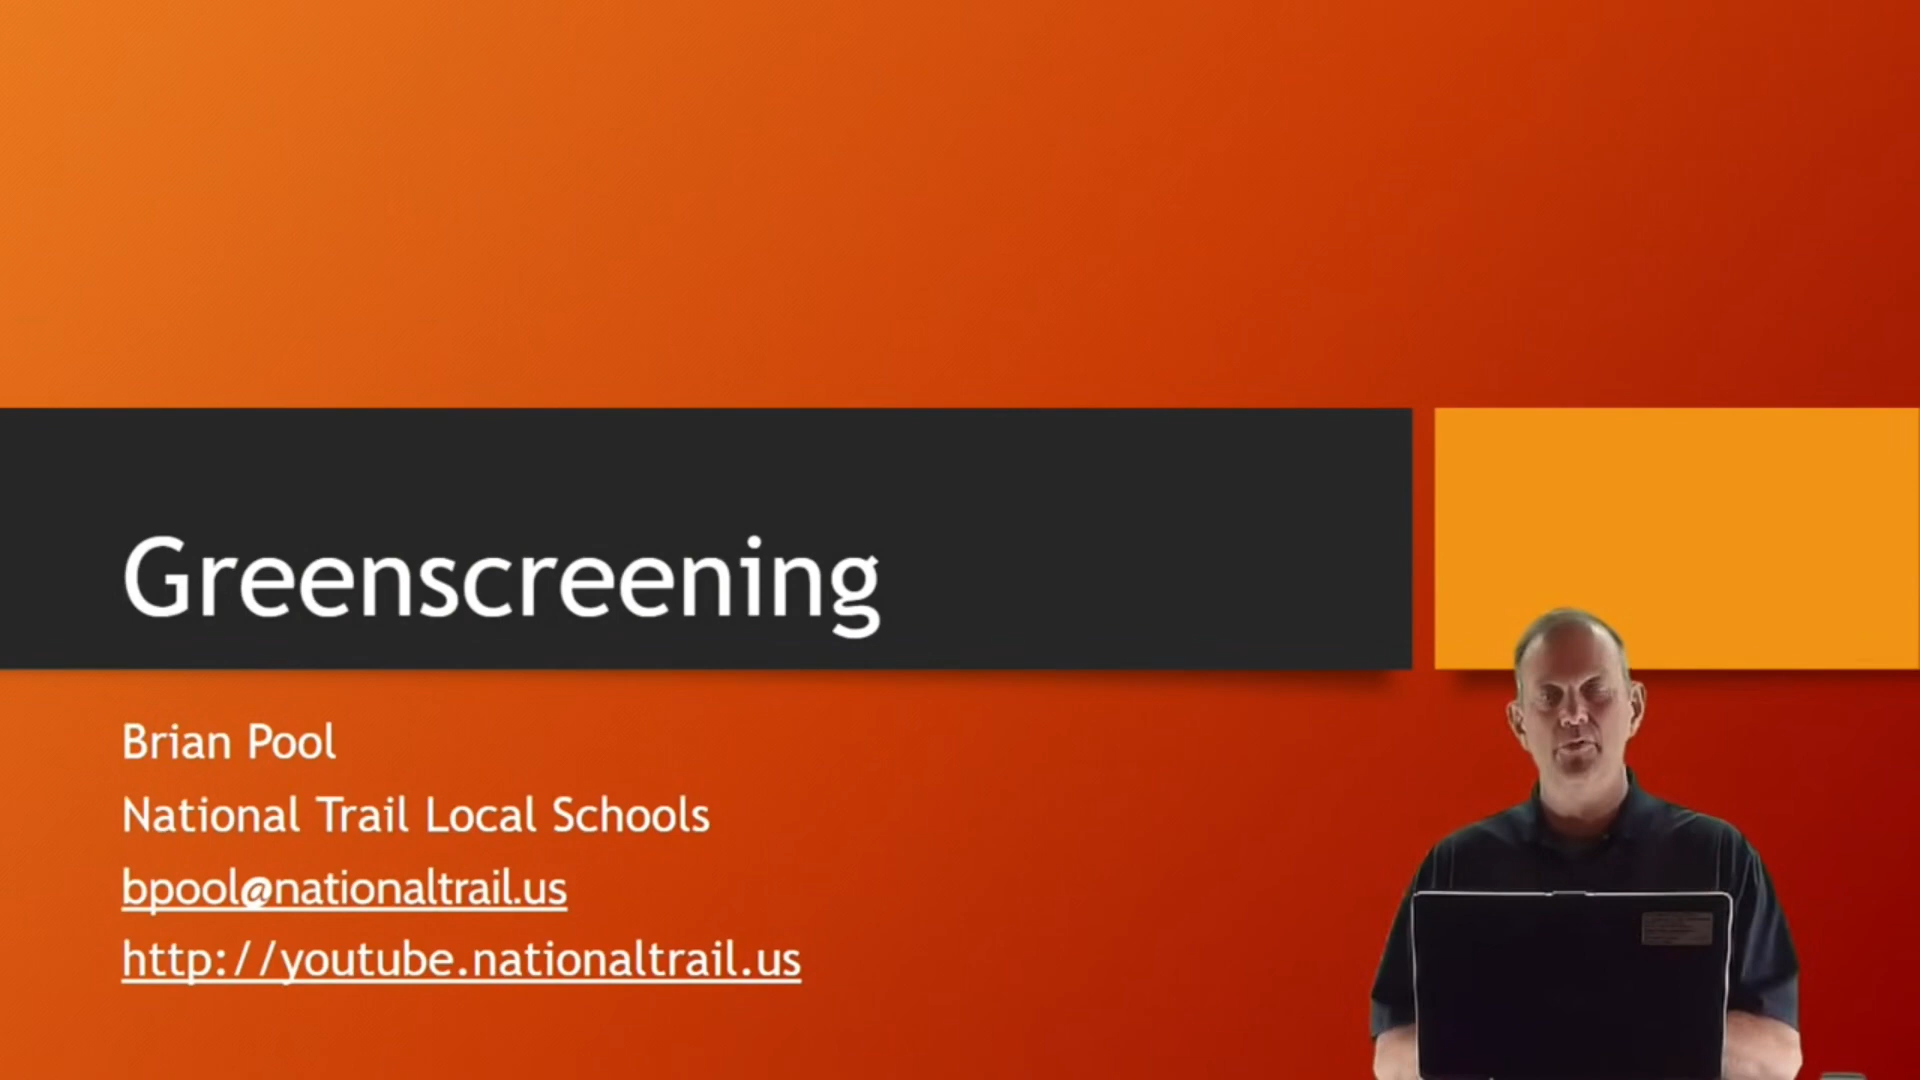 Greenscreening
Brian Pool
National Trail Local Schools
bpool@nationaltrail.us
http://youtube.nationaltrail.us